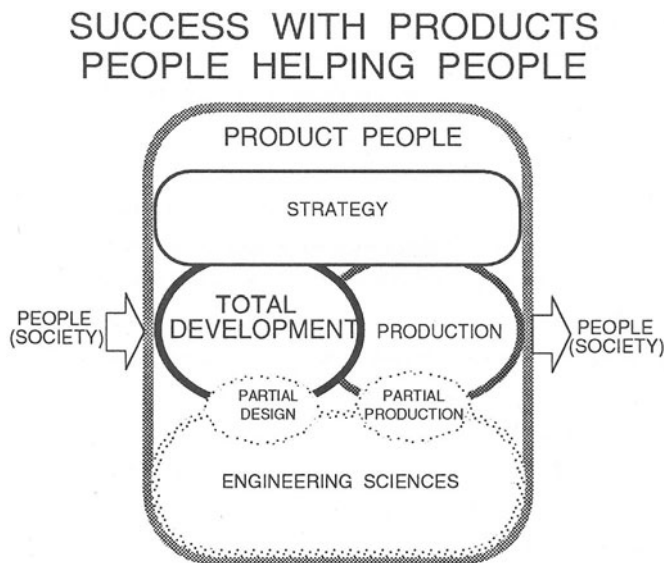 SUCCESS WITH PRODUCTS
PEOPLE HELPING PEOPLE
PRODUCT PEOPLE
STRATEGY
PEOPLE
(SOCIETY)
TOTAL
DEVELOPMENT
PRODUCTION
PEOPLE
(SOCIETY)
PARTIAL
DESIGN
PARTIAL
PRODUCTION
ENGINEERING SCIENCES